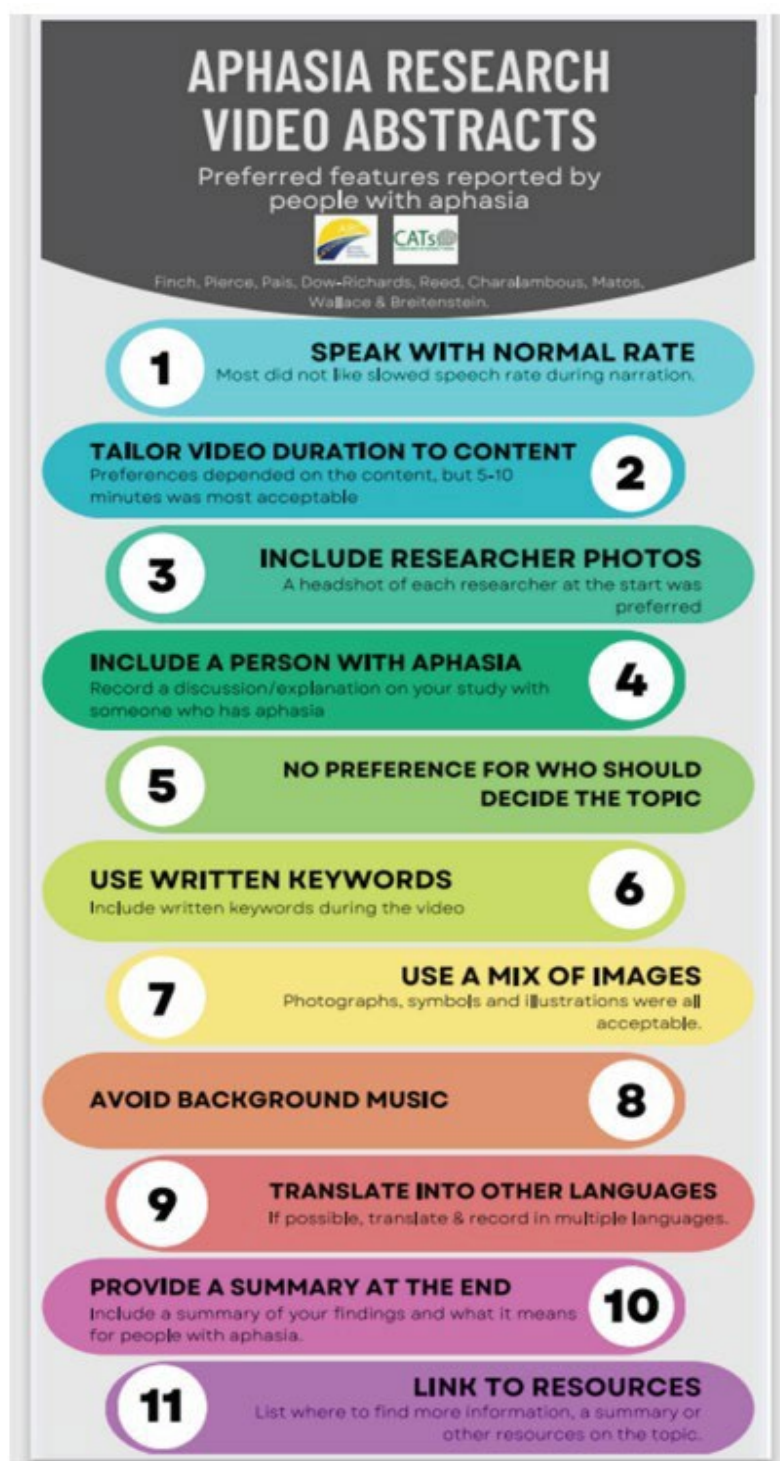 APHASIA RESEARCH
VIDEO ABSTRACTS
Preferred features reported by
people with aphasia
CATs
Finch, Pierce, Pais, Dow-Richards, Reed, Charalambous, Matos,
Wallace & Breitenstein.
1
SPEAK WITH NORMAL RATE
Most did not like slowed speech rate during narration.
TAILOR VIDEO DURATION TO CONTENT
Preferences depended on the content, but 5-10
minutes was most acceptable
2
3
INCLUDE RESEARCHER PHOTOS
A headshot of each researcher at the start was
preferred
INCLUDE A PERSON WITH APHASIA
Record a discussion/explanation on your study with
someone who has aphasia
4
5
NO PREFERENCE FOR WHO SHOULD
DECIDE THE TOPIC
USE WRITTEN KEYWORDS
Include written keywords during the video
6
7
USE A MIX OF IMAGES
Photographs, symbols and illustrations were all
acceptable.
AVOID BACKGROUND MUSIC
8
9
TRANSLATE INTO OTHER LANGUAGES
If possible, translate & record in multiple languages.
PROVIDE A SUMMARY AT THE END
Include a summary of your findings and what it means
for people with aphasia.
10
11
LINK TO RESOURCES
List where to find more information, a summary or
other resources on the topic.